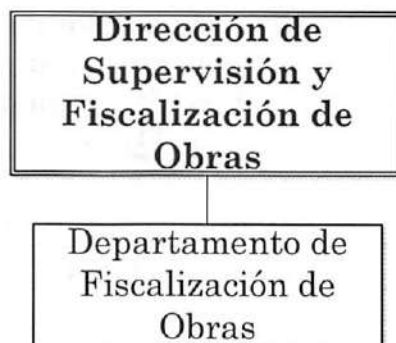 Dirección de
Supervisión y
Fiscalización de
Obras
Departamento de
Fiscalización de
Obras